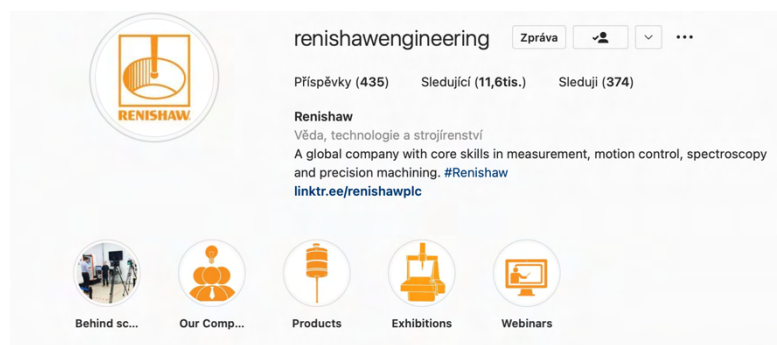 renishawengineering Zpráva
RENISHAW
Příspěvky (435) Sledující (11,6tis.) Sleduji (374)
Renishaw
Věda, technologie a strojírenství
A global company with core skills in measurement, motion control, spectroscopy
and precision machining. #Renishaw
linktr.ee/renishawplc
Behind sc... Our Comp... Products Exhibitions Webinars